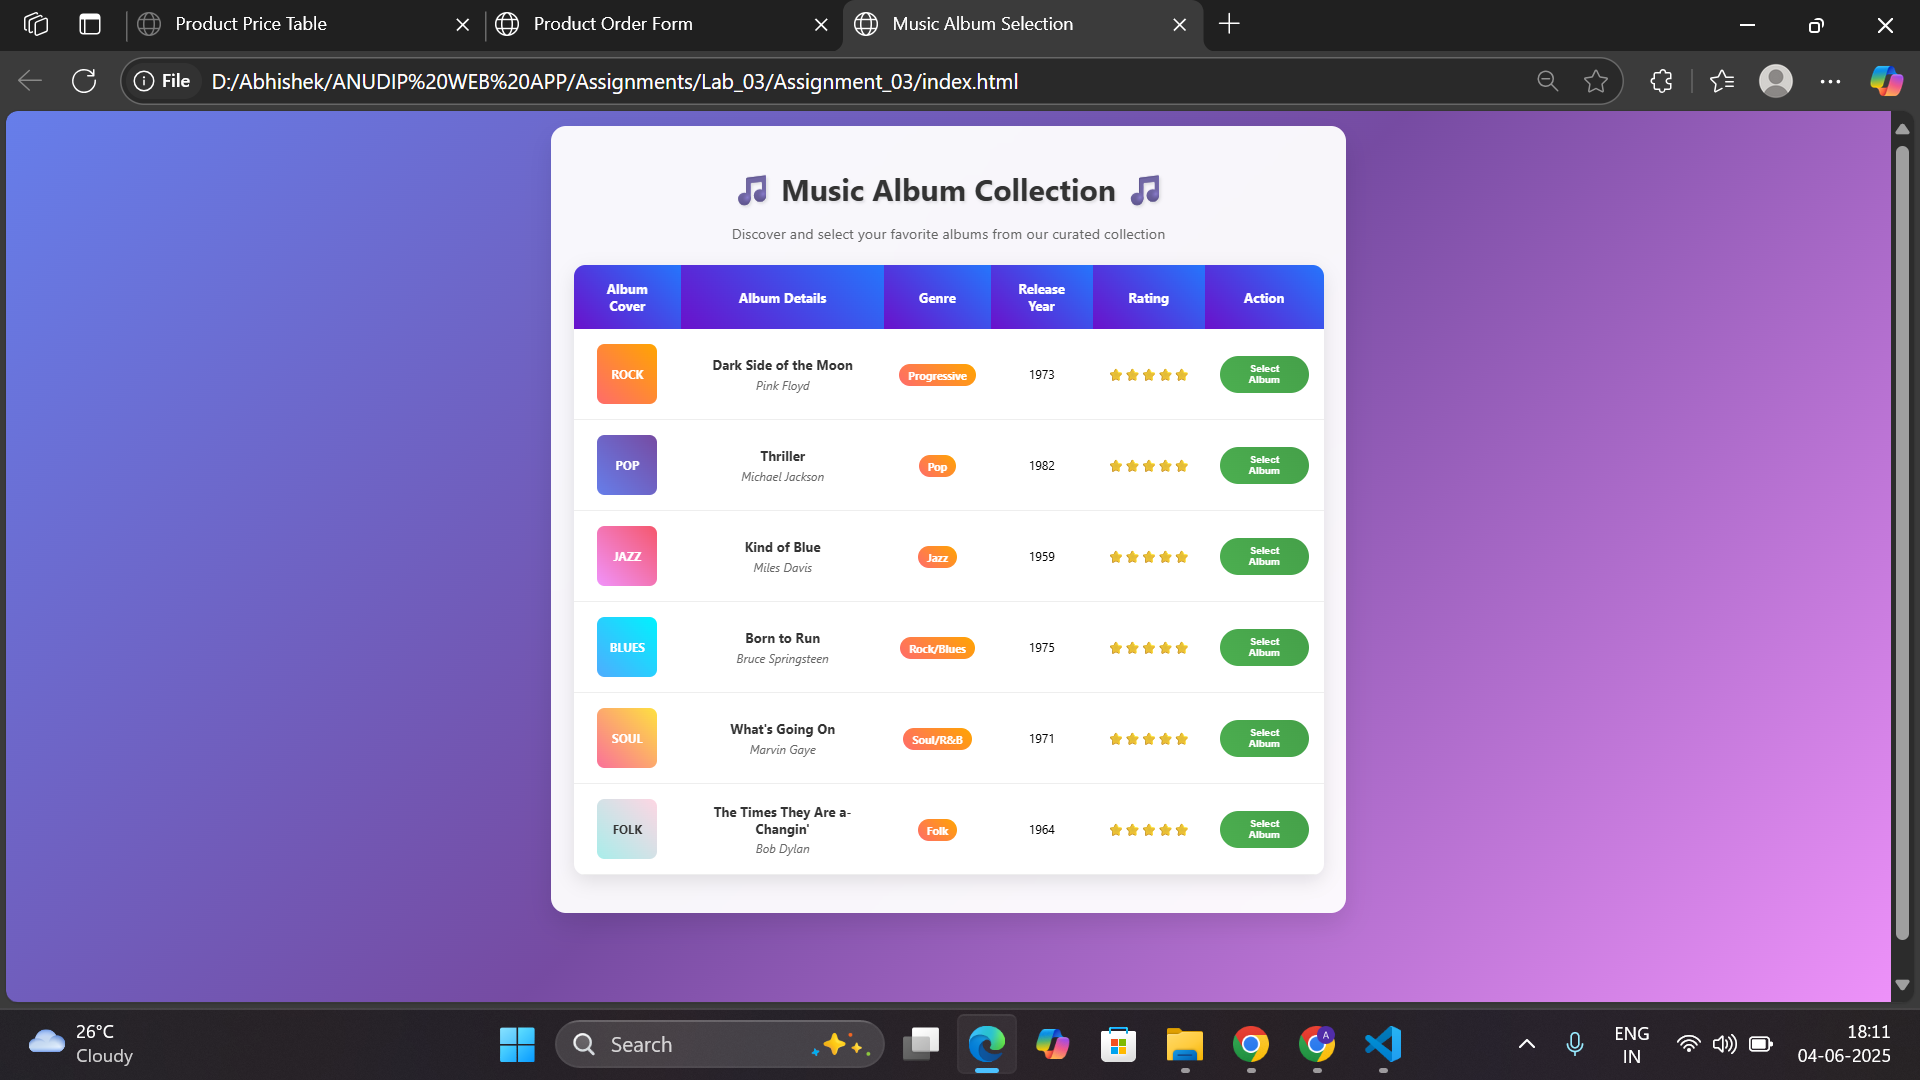 Product Price Table
Product Order Form
Music Album Selection
File
D:/Abhishek/ANUDIP%20WEB%20APP/Assignments/Lab_03/Assignment_03/index.html
🎵 Music Album Collection 🎵
Discover and select your favorite albums from our curated collection
Album
Cover
Album Details
Genre
Release
Year
Rating
Action
ROCK
Dark Side of the Moon
Pink Floyd
Progressive
1973
Select
Album
POP
Thriller
Michael Jackson
Pop
1982
Select
Album
JAZZ
Kind of Blue
Miles Davis
Jazz
1959
Select
Album
BLUES
Born to Run
Bruce Springsteen
Rock/Blues
1975
Select
Album
SOUL
What's Going On
Marvin Gaye
Soul/R&B
1971
Select
Album
FOLK
The Times They Are a-
Changin'
Bob Dylan
Folk
1964
Select
Album
26°C
Cloudy
Search
A
ENG
IN
18:11
04-06-2025